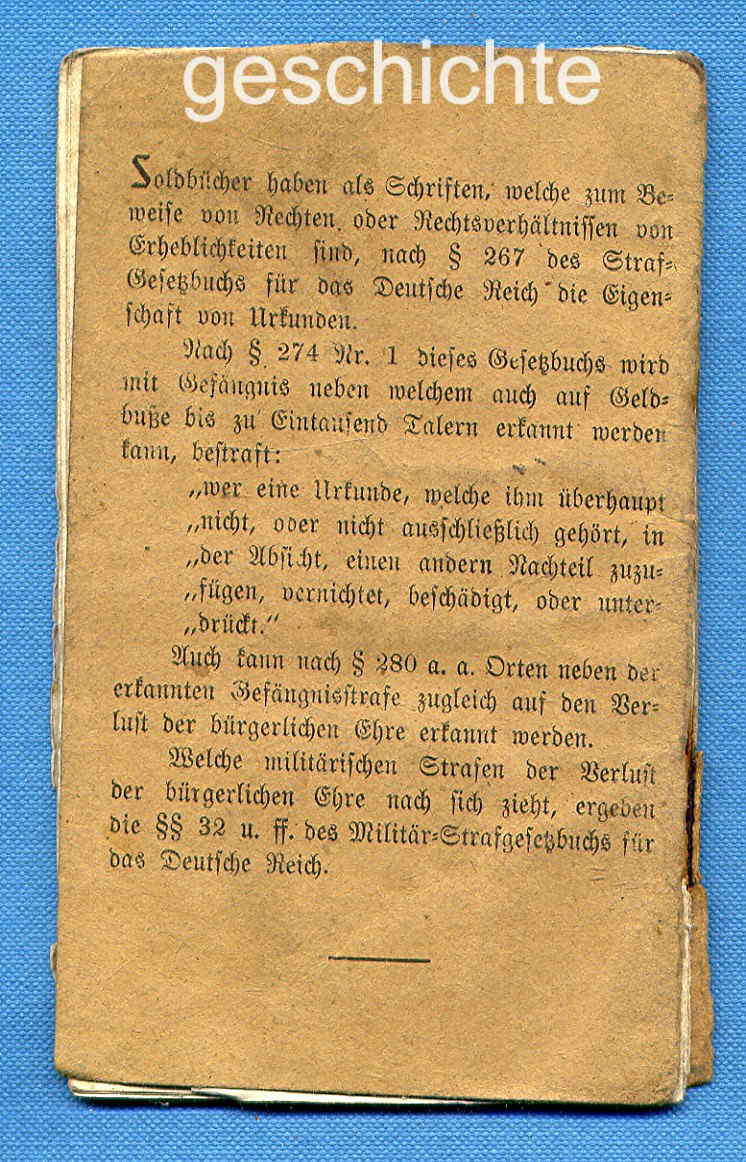 geschichte
Soldbücher haben als Schriften, welche zum Be=
weise von Rechten oder Rechtsverhältnissen von
Erheblichkeiten sind, nach § 267 des Straf=
Gesetzbuchs für das Deutsche Reich die Eigen=
schaft von Urkunden.
Nach § 274 Nr. 1 dieses Gesetzbuchs wird
mit Gefängnis neben welchem auch auf Geld=
buße bis zu Eintausend Talern erkannt werden
kann, bestraft:
„wer eine Urkunde, welche ihm überhaupt
„nicht, oder nicht ausschließlich gehört, in
„der Absicht, einen andern Nachteil zuzu=
„fügen, vernichtet, beschädigt, oder unter=
„drückt.“
Auch kann nach § 280 a. a. Orten neben der
erkannten Gefängnisstrafe zugleich auf den Ver=
lust der bürgerlichen Ehre erkannt werden.
Welche militärischen Strafen der Verlust
der bürgerlichen Ehre nach sich zieht, ergeben
die §§ 32 u. ff. des Militär=Strafgesetzbuchs für
das Deutsche Reich.